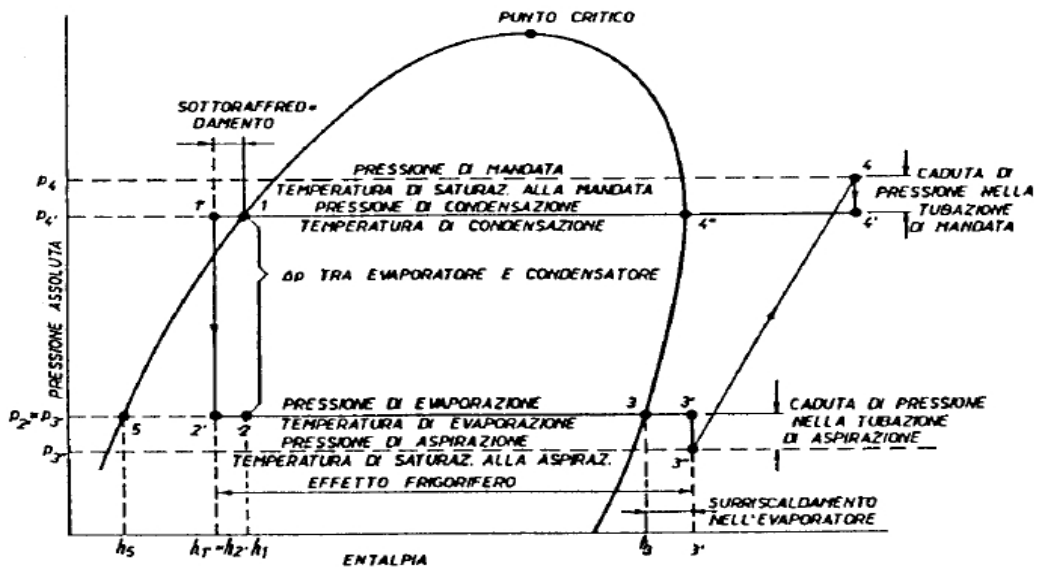 PUNTO CRITICO
SOTTORAFFRED=
DAMENTO
PRESSIONE DI MANDATA
TEMPERATURA DI SATURAZ. ALLA MANDATA
PRESSIONE DI CONDENSAZIONE
TEMPERATURA DI CONDENSAZIONE
CADUTA DI
PRESSIONE NELLA
TUBAZIONE
DI MANDATA
P4
P4'
1' 1
4
4'
4"
Δp TRA EVAPORATORE E CONDENSATORE
PRESSIONE ASSOLUTA
PRESSIONE DI EVAPORAZIONE
TEMPERATURA DI EVAPORAZIONE
PRESSIONE DI ASPIRAZIONE
TEMPERATURA DI SATURAZ. ALLA ASPIRAZ.
EFFETTO FRIGORIFERO
CADUTA DI PRESSIONE
NELLA TUBAZIONE
DI ASPIRAZIONE
P2=P3'
P3"
5 2' 2 3 3'
3"
SURRISCALDAMENTO
NELL'EVAPORATORE
h5 h1'=h2' h1 h3 3'
ENTALPIA